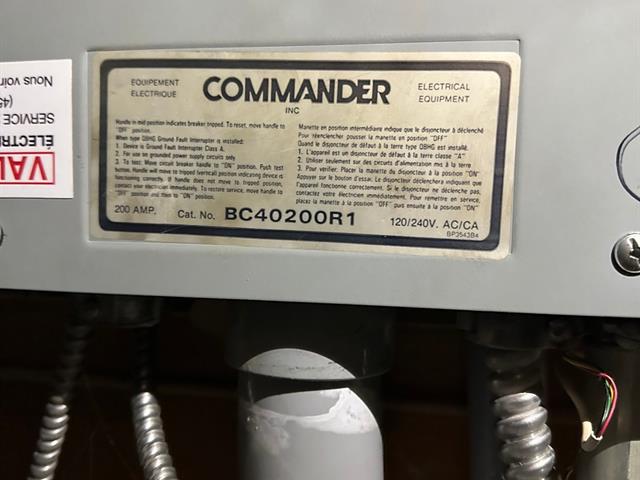 EQUIPEMENT
ELECTRIQUE
COMMANDER
INC
ELECTRICAL
EQUIPMENT
Handle in mid position indicates breaker tripped. To reset, move handle to
"OFF" position.
When type QBHG Ground Fault Interrupter is installed:
1. Device is Ground Fault Interrupter Class A.
2. For use on grounded power supply circuits only.
3. To test: Move circuit breaker handle to "ON" position. Push test
button. Handle will move to tripped (vertical) position indicating device is
functioning correctly. If handle does not move to tripped position,
contact your electrician immediately. To restore service, move handle to
"OFF" position and then to "ON" position.
Manette en position intermédiaire indique que le disjoncteur à déclenché
Pour réenclencher pousser la manette en position "OFF"
Quand le disjoncteur de défaut à la terre type QBHG est installé.
1. L'appareil est un disjoncteur de défaut à la terre classe "A"
2. Utiliser seulement sur des circuits d'alimentation mis à la terre
3. Pour verifier. Placer la manette du disjoncteur à la position "ON"
Appuyer sur le bouton d'essai. Le disjoncteur déclenchera indiquant que
l'appareil fonctionne correctement. Si le disjoncteur ne déclenche pas,
contactez votre électricien immédiatement. Pour remettre en service,
placez la manette à la position "OFF" puis ensuite à la position "ON"
200 AMP. Cat. No. BC40200R1 120/240V. AC/CA
BP3543B4
VAL
ÉLECTRI
SERVICE
(45
Nous voir